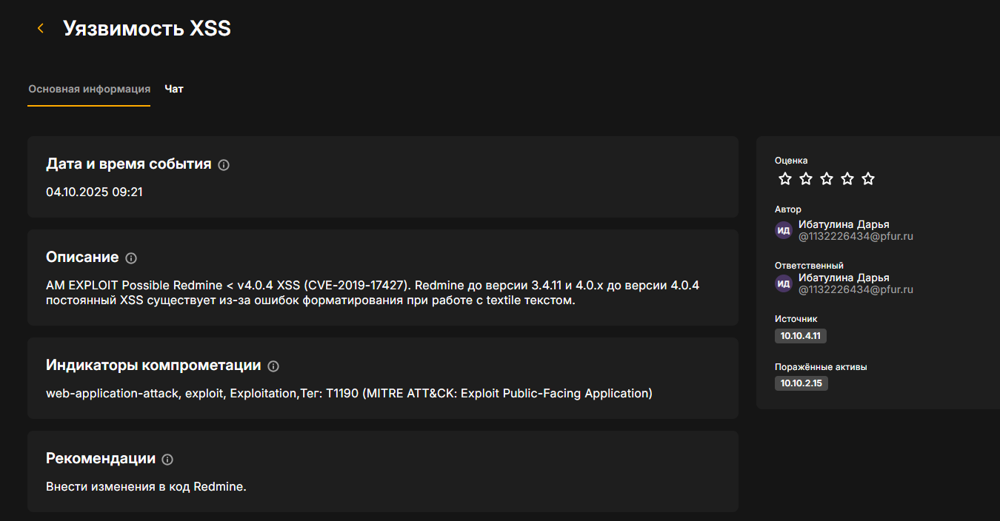 Уязвимость XSS
Основная информация
Чат
Дата и время события
04.10.2025 09:21
Описание
AM EXPLOIT Possible Redmine < v4.0.4 XSS (CVE-2019-17427). Redmine до версии 3.4.11 и 4.0.x до версии 4.0.4
постоянный XSS существует из-за ошибок форматирования при работе с textile текстом.
Индикаторы компрометации
web-application-attack, exploit, Exploitation,Тег: T1190 (MITRE ATT&CK: Exploit Public-Facing Application)
Рекомендации
Внести изменения в код Redmine.
Оценка
Автор
ИД
Ибатулина Дарья
@1132226434@pfur.ru
Ответственный
ИД
Ибатулина Дарья
@1132226434@pfur.ru
Источник
10.10.4.11
Поражённые активы
10.10.2.15